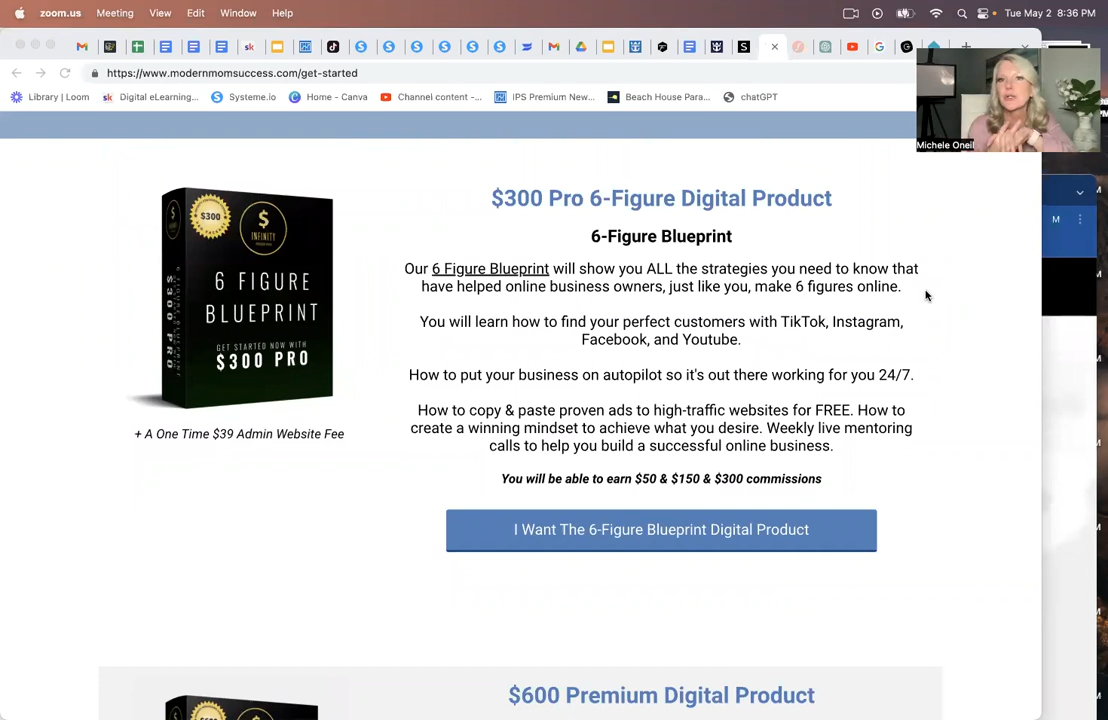 zoom.us Meeting View Edit Window Help Tue May 2 8:36 PM
https://www.modernmomsuccess.com/get-started
Library | Loom Digital eLearning... Systeme.io Home - Canva Channel content -... IPS Premium New... Beach House Para... chatGPT
Michele Oneil
M
$300 Pro 6-Figure Digital Product
6-Figure Blueprint
Our 6 Figure Blueprint will show you ALL the strategies you need to know that
have helped online business owners, just like you, make 6 figures online.
You will learn how to find your perfect customers with TikTok, Instagram,
Facebook, and Youtube.
How to put your business on autopilot so it's out there working for you 24/7.
How to copy & paste proven ads to high-traffic websites for FREE. How to
create a winning mindset to achieve what you desire. Weekly live mentoring
calls to help you build a successful online business.
You will be able to earn $50 & $150 & $300 commissions
I Want The 6-Figure Blueprint Digital Product
$300
$
INFINITY
6 FIGURE
BLUEPRINT
GET STARTED NOW WITH
$300 PRO
6 FIGURE BLUEPRINT
$300 PRO
+ A One Time $39 Admin Website Fee
$600 Premium Digital Product